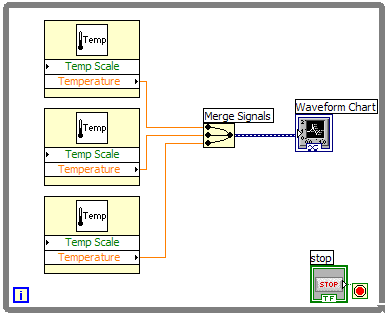 Temp
Temp Scale
Temperature
Temp
Temp Scale
Temperature
Merge Signals
Waveform Chart
Temp
Temp Scale
Temperature
stop
STOP
TF
i